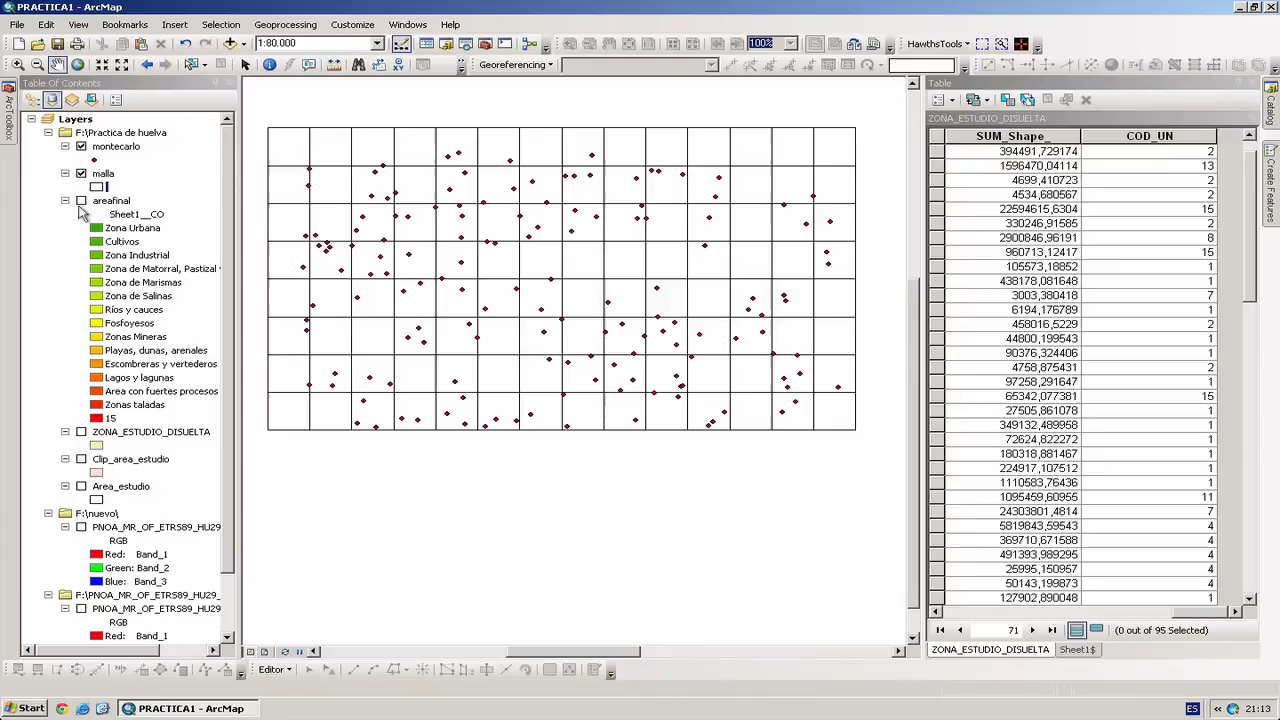 PRACTICA1 - ArcMap
File Edit View Bookmarks Insert Selection Geoprocessing Customize Windows Help
1:80.000
100%
HawthsTools
Georeferencing
Table Of Contents
Table
ArcToolbox
Catalog
Create Features
Layers
F:\Practica de huelva
montecarlo
malla
areafinal
Sheet1__CO
Zona Urbana
Cultivos
Zona Industrial
Zona de Matorral, Pastizal
Zona de Marismas
Zona de Salinas
Ríos y cauces
Fosfoyesos
Zonas Mineras
Playas, dunas, arenales
Escombreras y vertederos
Lagos y lagunas
Area con fuertes procesos
Zonas taladas
15
ZONA_ESTUDIO_DISUELTA
Clip_area_estudio
Area_estudio
F:\nuevo\
PNOA_MR_OF_ETRS89_HU29
RGB
Red: Band_1
Green: Band_2
Blue: Band_3
F:\PNOA_MR_OF_ETRS89_HU29_
PNOA_MR_OF_ETRS89_HU29
RGB
Red: Band_1
ZONA_ESTUDIO_DISUELTA
SUM_Shape_ COD_UN
394491,729174 2
1596470,04114 13
4699,410723 2
4534,680567 2
22594615,6304 15
330246,91585 2
2900846,96191 8
960713,12417 15
105573,18852 1
438178,081648 1
3003,380418 7
6194,176789 1
458016,5229 2
44800,199543 1
90376,324406 1
4758,875431 2
97258,291647 1
65342,077381 15
27505,861078 1
349132,489958 1
72624,822272 1
180318,881467 1
224917,107512 1
1110583,76436 1
1095459,60955 11
24303801,4814 7
5819843,59543 4
369710,671588 4
491393,989295 4
25995,150957 4
50143,199873 4
127902,890048 1
71 (0 out of 95 Selected)
ZONA_ESTUDIO_DISUELTA Sheet1$
Editor
Start PRACTICA1 - ArcMap ES 21:13